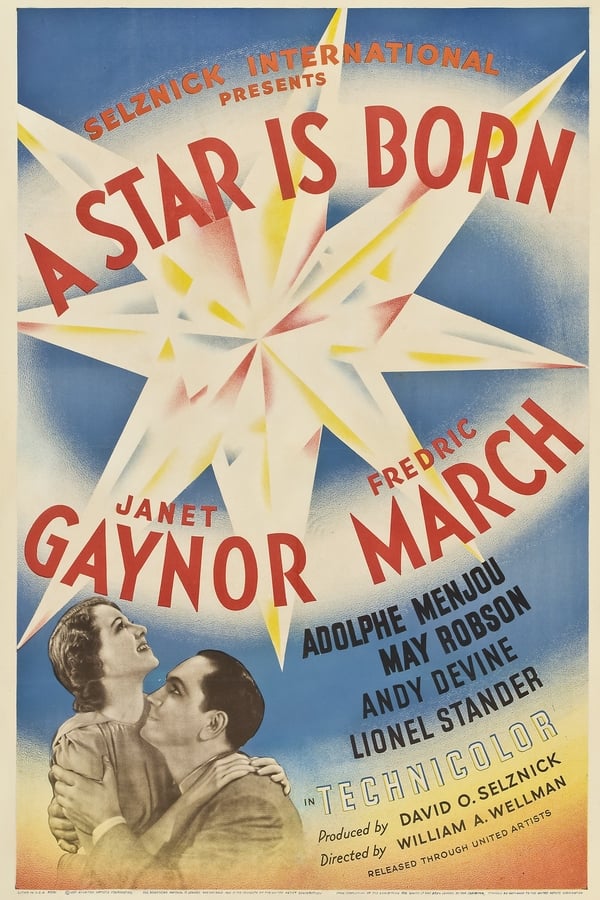 SELZNICK INTERNATIONAL
PRESENTS
A STAR IS BORN
JANET
GAYNOR
FREDRIC
MARCH
ADOLPHE MENJOU
MAY ROBSON
ANDY DEVINE
LIONEL STANDER
IN TECHNICOLOR
Produced by DAVID O. SELZNICK
Directed by WILLIAM A. WELLMAN
RELEASED THROUGH UNITED ARTISTS